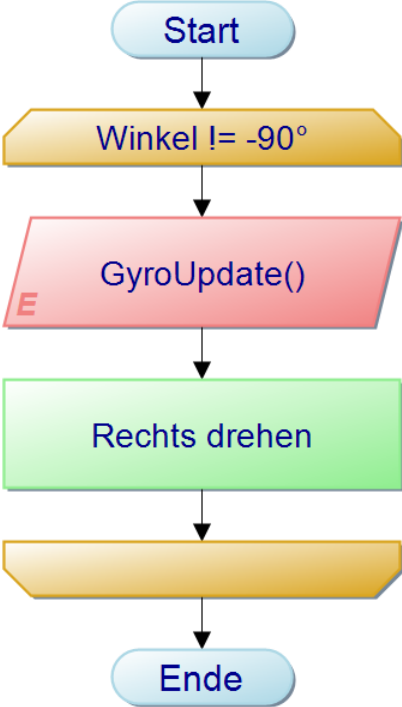 Start
Winkel != -90°
GyroUpdate()
E
Rechts drehen
Ende